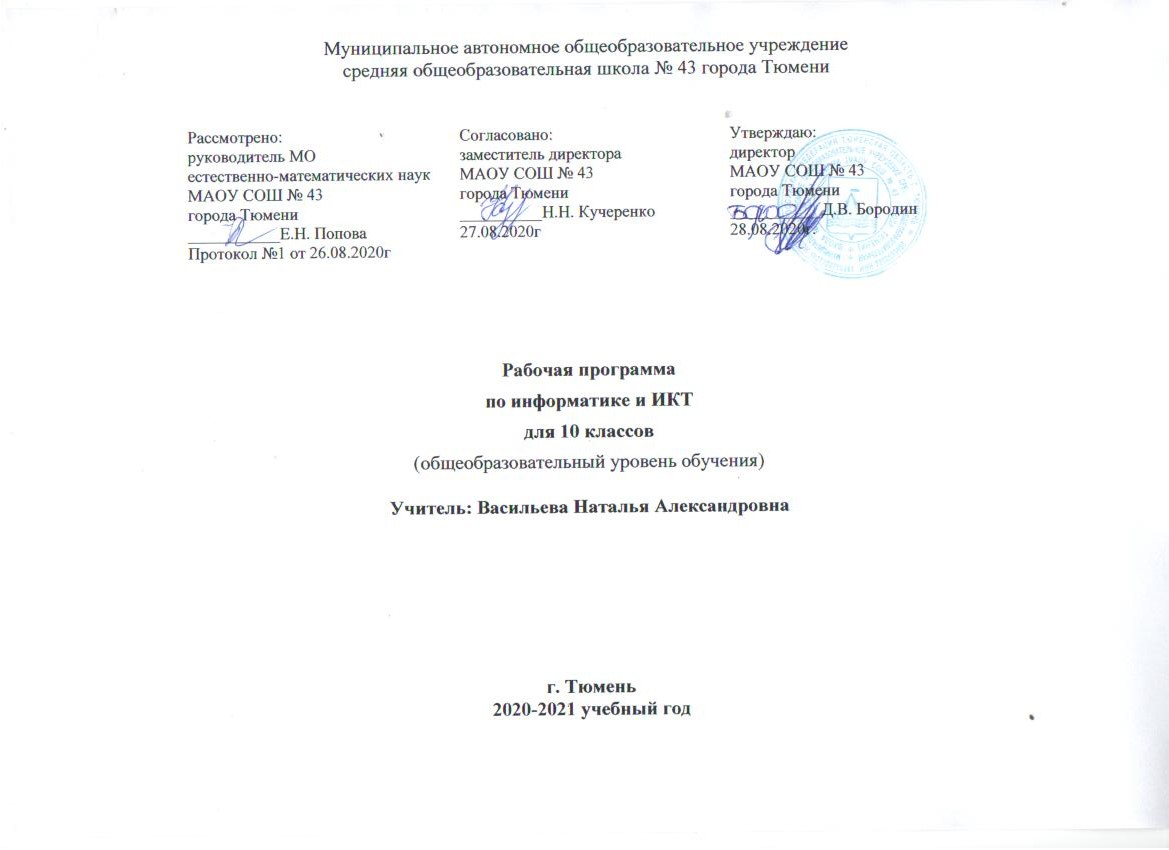 Муниципальное автономное общеобразовательное учреждение
средняя общеобразовательная школа № 43 города Тюмени
Рассмотрено:
руководитель МО
естественно-математических наук
МАОУ СОШ № 43
города Тюмени
___________Е.Н. Попова
Протокол №1 от 26.08.2020г
Согласовано:
заместитель директора
МАОУ СОШ № 43
города Тюмени
__________Н.Н. Кучеренко
27.08.2020г
Утверждаю:
директор
МАОУ СОШ № 43
города Тюмени
___________Д.В. Бородин
28.08.2020г.
Рабочая программа
по информатике и ИКТ
для 10 классов
(общеобразовательный уровень обучения)
Учитель: Васильева Наталья Александровна
г. Тюмень
2020-2021 учебный год